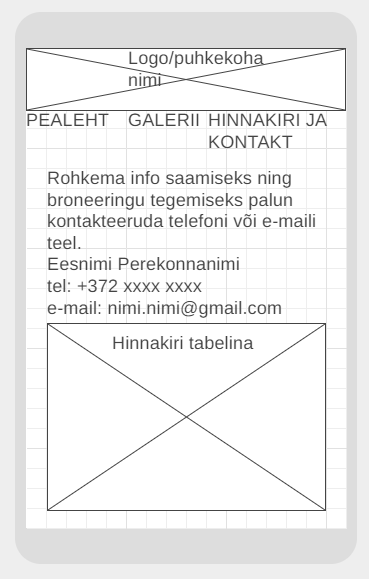 Logo/puhkekoha
nimi
PEALEHT GALERII HINNAKIRI JA
KONTAKT
Rohkema info saamiseks ning
broneeringu tegemiseks palun
kontakteeruda telefoni või e-maili
teel.
Eesnimi Perekonnanimi
tel: +372 xxxx xxxx
e-mail: nimi.nimi@gmail.com
Hinnakiri tabelina